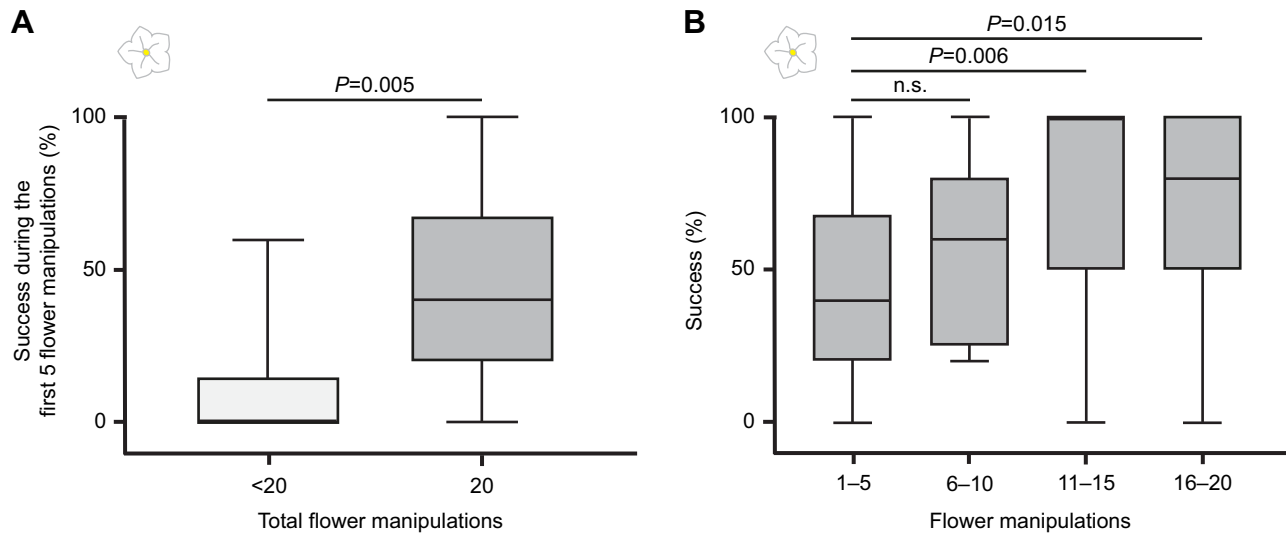 A
P=0.005
100
50
0
Success during the
first 5 flower manipulations (%)
<20
20
Total flower manipulations
B
P=0.015
P=0.006
n.s.
100
50
0
Success (%)
1–5
6–10
11–15
16–20
Flower manipulations